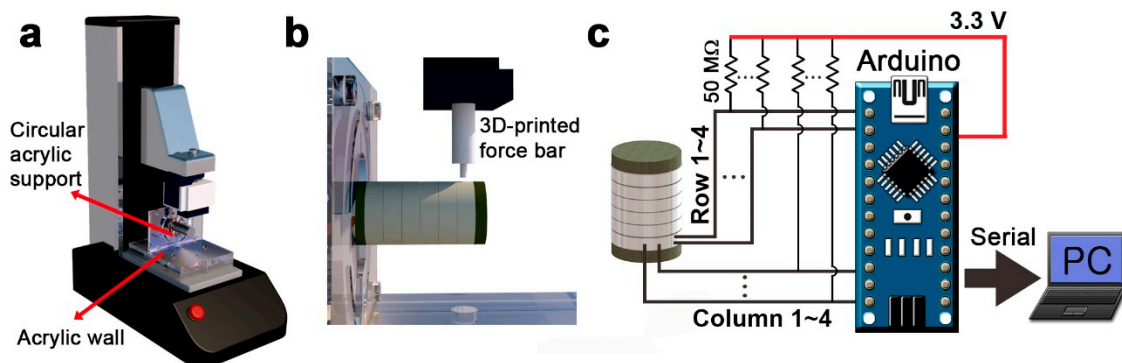 a
Circular
acrylic
support
Acrylic wall
b
3D-printed
force bar
c
3.3 V
Arduino
50 MΩ
Row 1~4
Column 1~4
Serial
PC